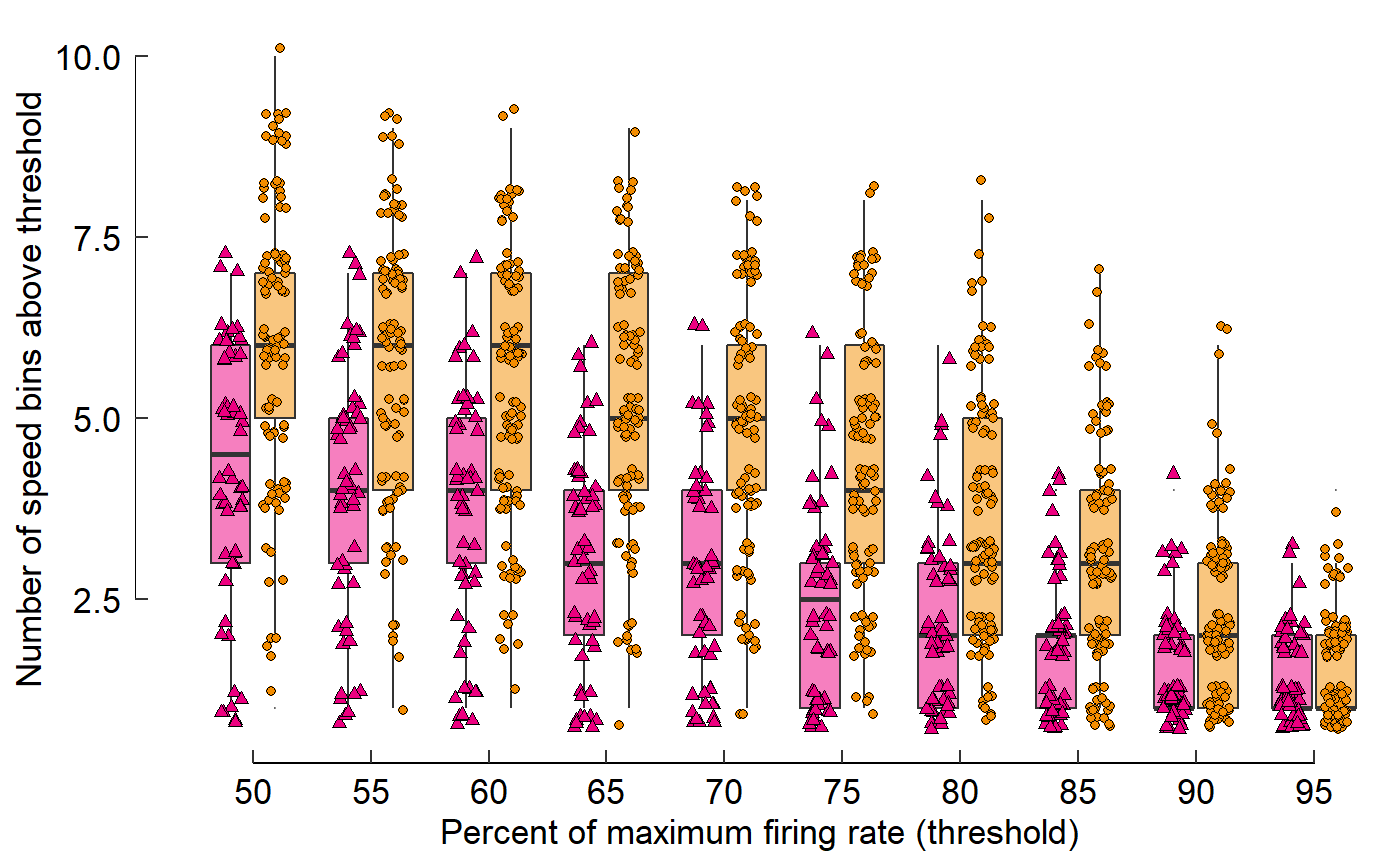 Number of speed bins above threshold
10.0
7.5
5.0
2.5
50 55 60 65 70 75 80 85 90 95
Percent of maximum firing rate (threshold)